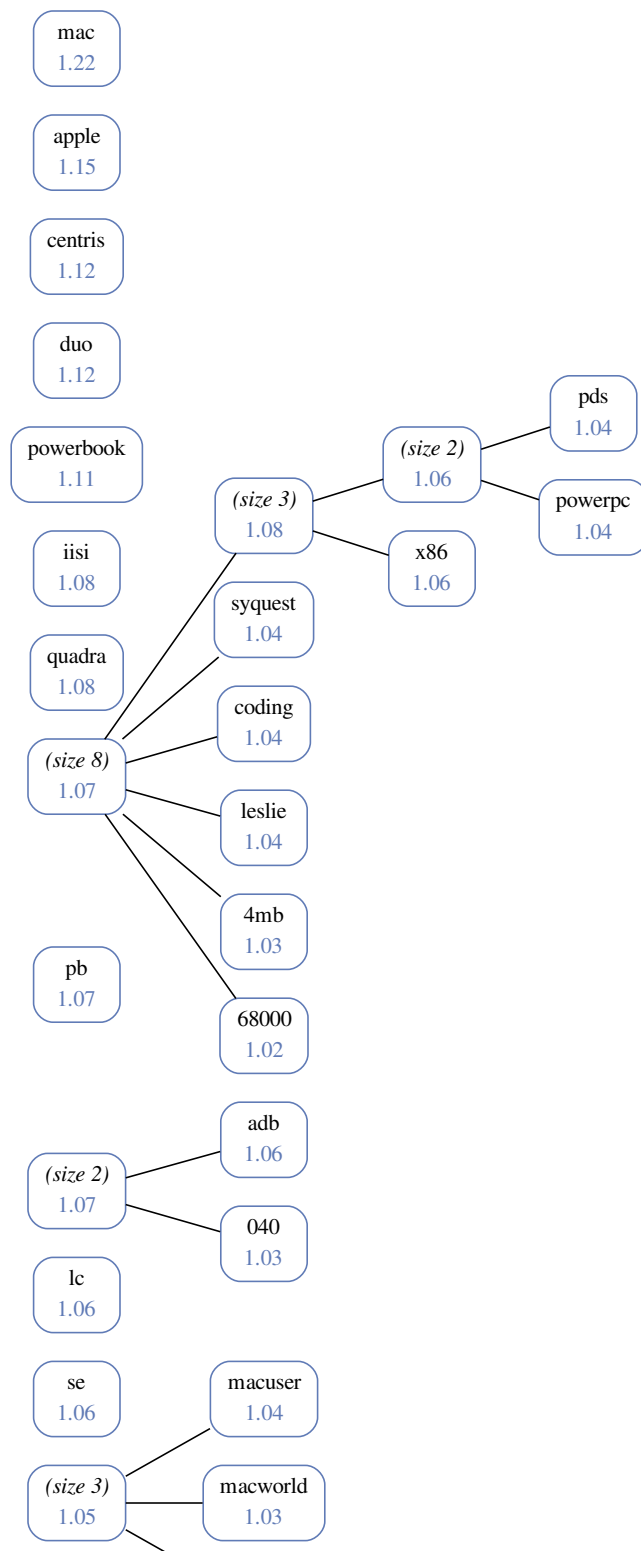 mac
1.22
apple
1.15
centris
1.12
duo
1.12
pds
1.04
powerbook
1.11
(size 2)
1.06
(size 3)
1.08
powerpc
1.04
iisi
1.08
x86
1.06
syquest
1.04
quadra
1.08
coding
1.04
(size 8)
1.07
leslie
1.04
4mb
1.03
pb
1.07
68000
1.02
adb
1.06
(size 2)
1.07
040
1.03
lc
1.06
se
1.06
macuser
1.04
(size 3)
1.05
macworld
1.03